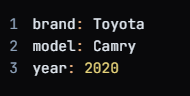 1 brand: Toyota
2 model: Camry
3 year: 2020